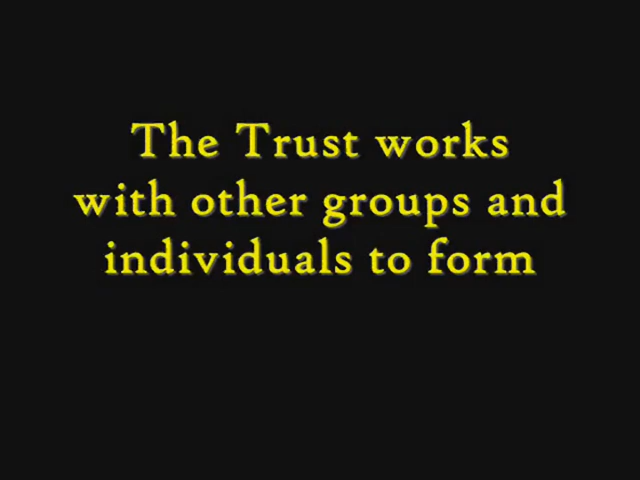 The Trust works
with other groups and
individuals to form